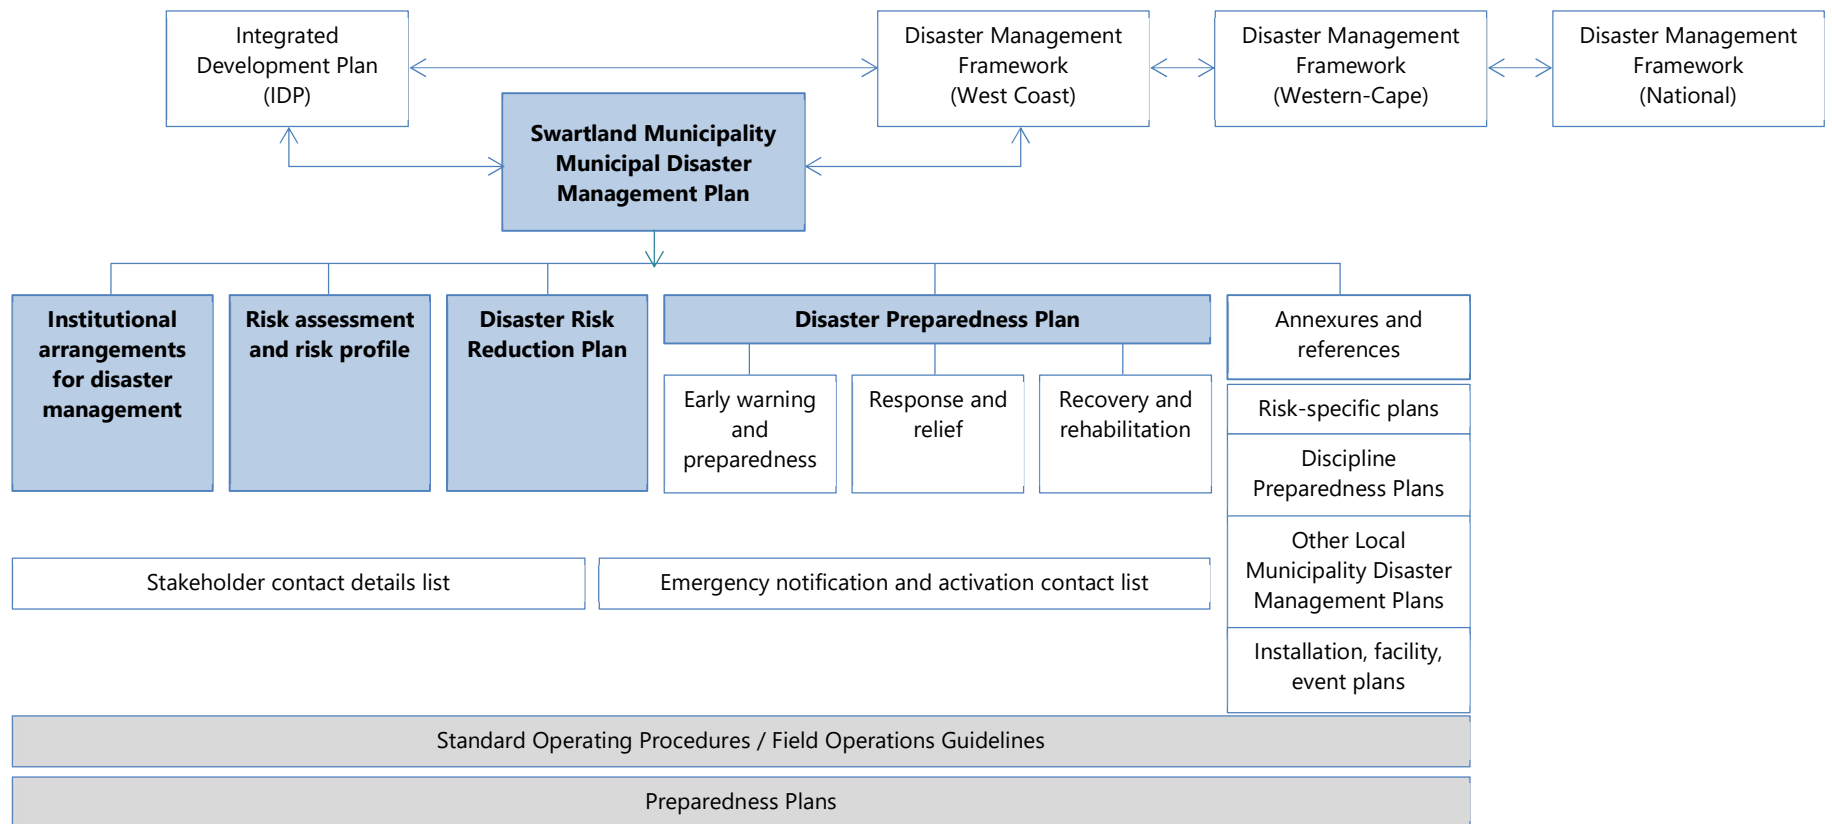 Integrated
Development Plan
(IDP)
Disaster Management
Framework
(West Coast)
Disaster Management
Framework
(Western-Cape)
Disaster Management
Framework
(National)
Swartland Municipality
Municipal Disaster
Management Plan
Institutional
arrangements
for disaster
management
Risk assessment
and risk profile
Disaster Risk
Reduction Plan
Disaster Preparedness Plan
Early warning
and
preparedness
Response and
relief
Recovery and
rehabilitation
Annexures and
references
Risk-specific plans
Discipline
Preparedness Plans
Other Local
Municipality Disaster
Management Plans
Installation, facility,
event plans
Stakeholder contact details list
Emergency notification and activation contact list
Standard Operating Procedures / Field Operations Guidelines
Preparedness Plans